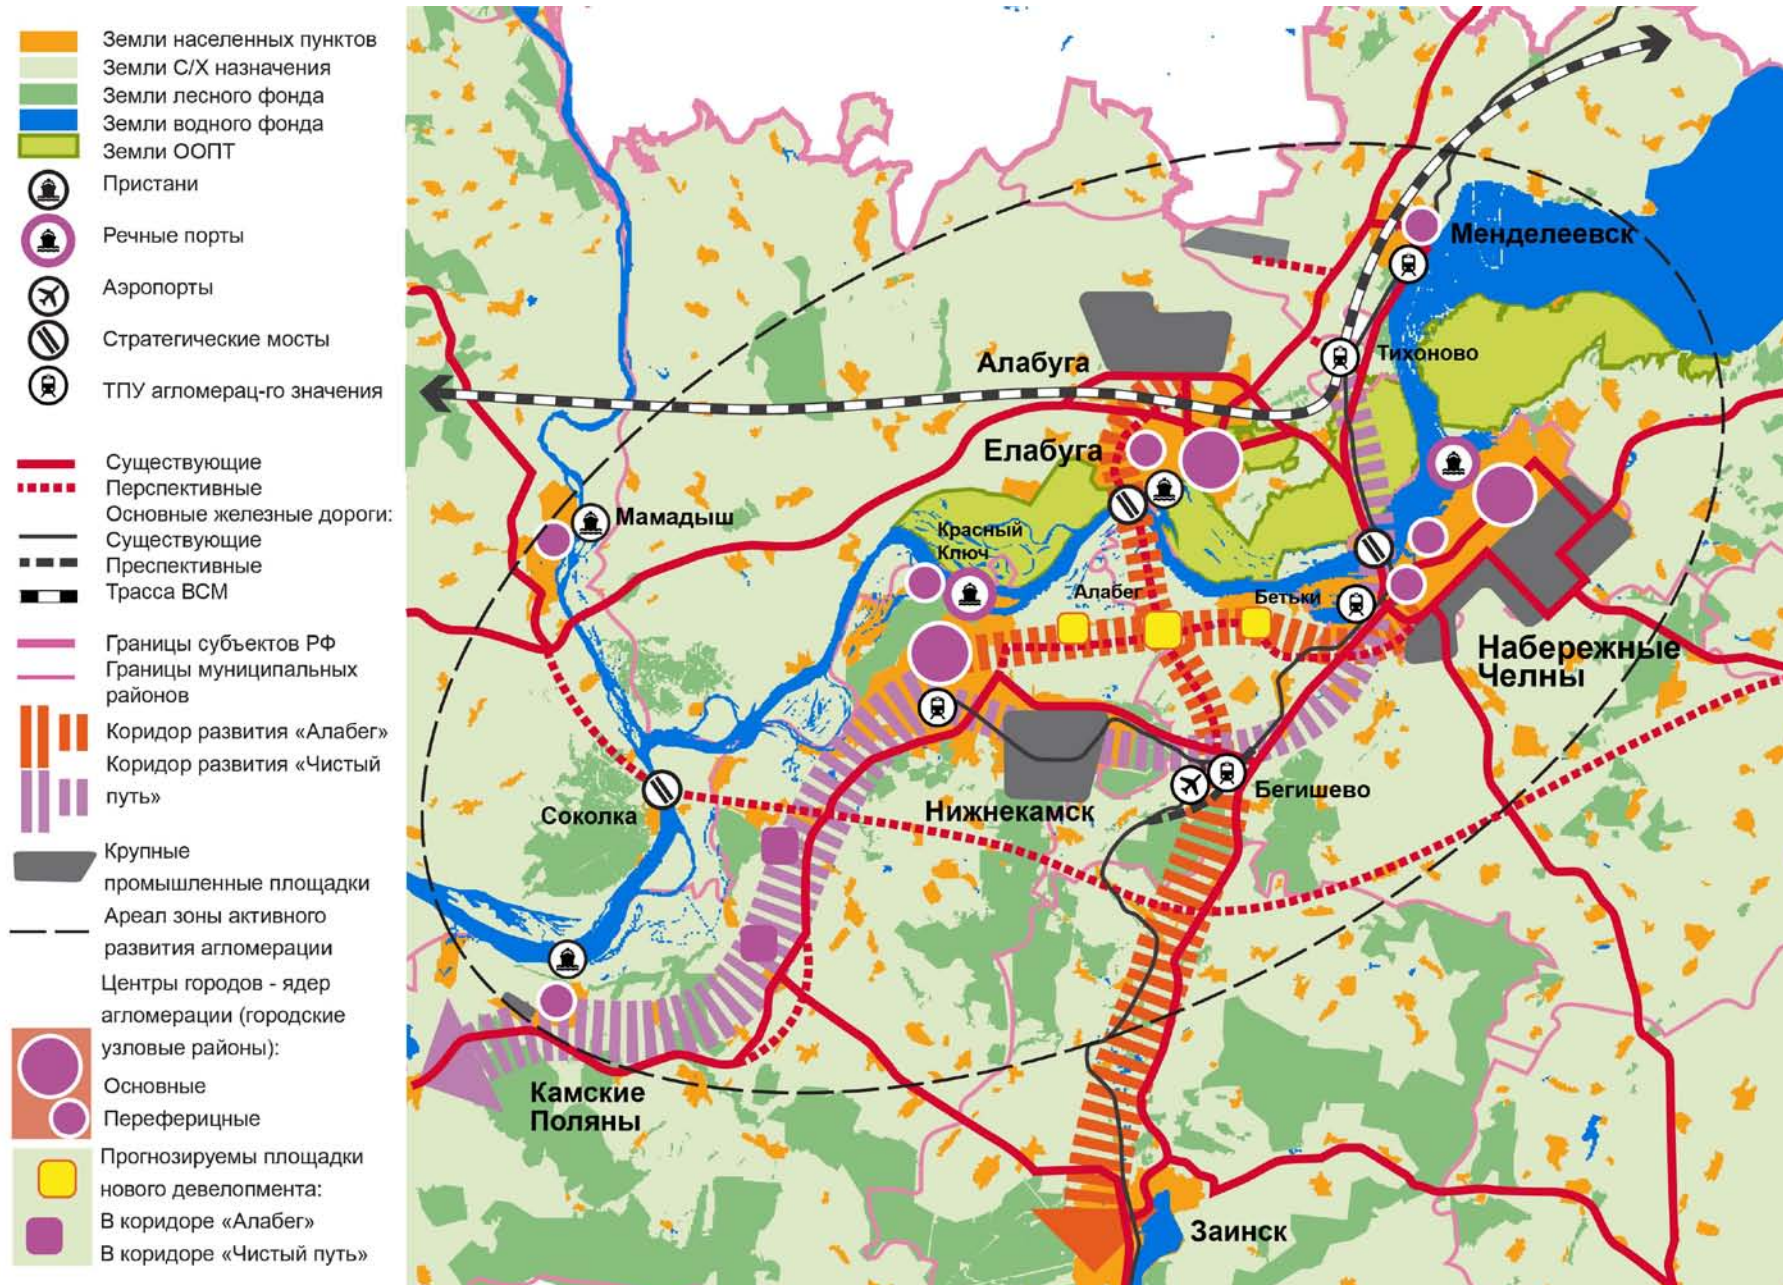 Земли населенных пунктов
Земли С/Х назначения
Земли лесного фонда
Земли водного фонда
Земли ООПТ
Пристани
Речные порты
Аэропорты
Стратегические мосты
ТПУ агломерац-го значения
Существующие
Перспективные
Основные железные дороги:
Существующие
Преспективные
Трасса ВСМ
Границы субъектов РФ
Границы муниципальных
районов
Коридор развития «Алабег»
Коридор развития «Чистый
путь»
Крупные
промышленные площадки
Ареал зоны активного
развития агломерации
Центры городов - ядер
агломерации (городские
узловые районы):
Основные
Переферицные
Прогнозируемы площадки
нового девелопмента:
В коридоре «Алабег»
В коридоре «Чистый путь»
Менделеевск
Тихоново
Алабуга
Елабуга
Мамадыш
Красный
Ключ
Алабег
Бетьки
Набережные
Челны
Соколка
Нижнекамск
Бегишево
Камские
Поляны
Заинск